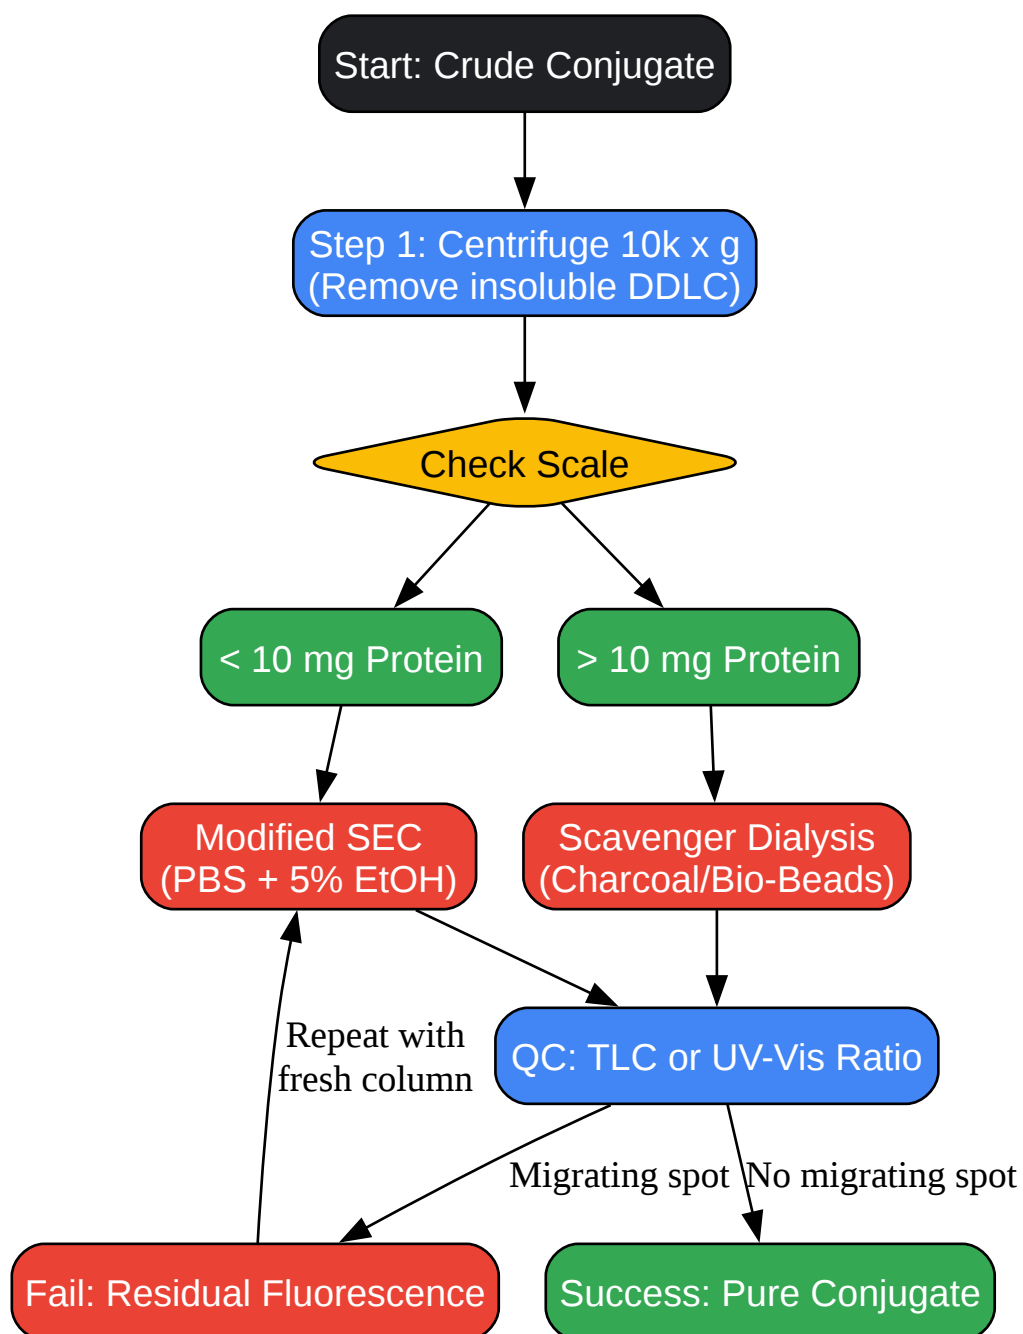 Start: Crude Conjugate
Step 1: Centrifuge 10k x g
(Remove insoluble DDLC)
Check Scale
< 10 mg Protein
> 10 mg Protein
Modified SEC
(PBS + 5% EtOH)
Scavenger Dialysis
(Charcoal/Bio-Beads)
Repeat with
fresh column
QC: TLC or UV-Vis Ratio
Migrating spot
No migrating spot
Fail: Residual Fluorescence
Success: Pure Conjugate